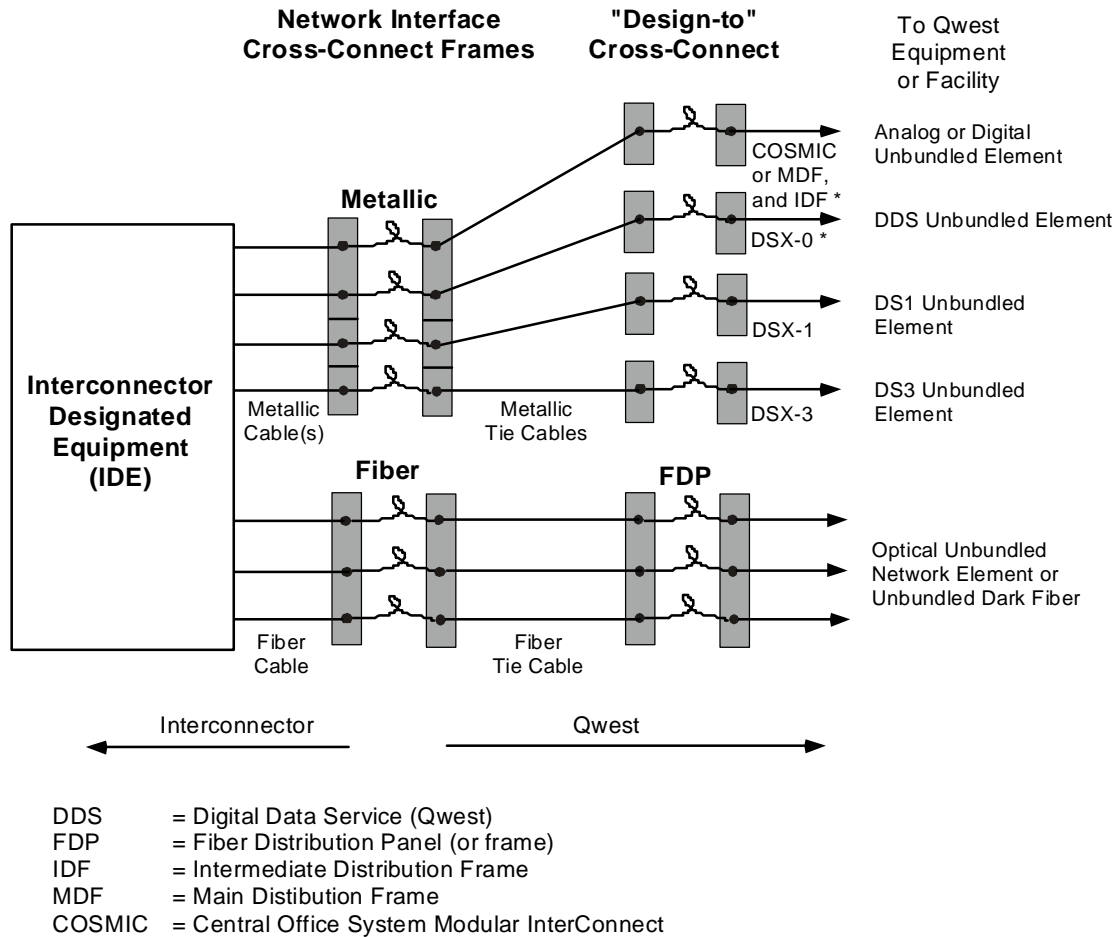 Network Interface
Cross-Connect Frames
"Design-to"
Cross-Connect
To Qwest
Equipment
or Facility
Metallic
COSMIC
or MDF,
and IDF *
Analog or Digital
Unbundled Element
DSX-0 *
DDS Unbundled Element
DSX-1
DS1 Unbundled
Element
Interconnector
Designated
Equipment
(IDE)
Metallic
Cable(s)
Metallic
Tie Cables
DSX-3
DS3 Unbundled
Element
Fiber
FDP
Optical Unbundled
Network Element or
Unbundled Dark Fiber
Fiber
Cable
Fiber
Tie Cable
Interconnector
Qwest
DDS = Digital Data Service (Qwest)
FDP = Fiber Distribution Panel (or frame)
IDF = Intermediate Distribution Frame
MDF = Main Distibution Frame
COSMIC = Central Office System Modular InterConnect